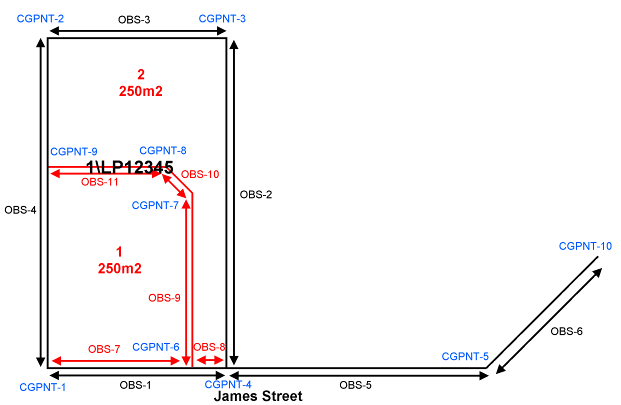 CGPNT-2
OBS-3
CGPNT-3
2
250m2
CGPNT-9
CGPNT-8
1\LP12345
OBS-10
OBS-11
OBS-2
CGPNT-7
OBS-4
CGPNT-10
1
250m2
OBS-9
OBS-6
OBS-7
CGPNT-6
OBS-8
CGPNT-5
CGPNT-1
OBS-1
CGPNT-4
OBS-5
James Street